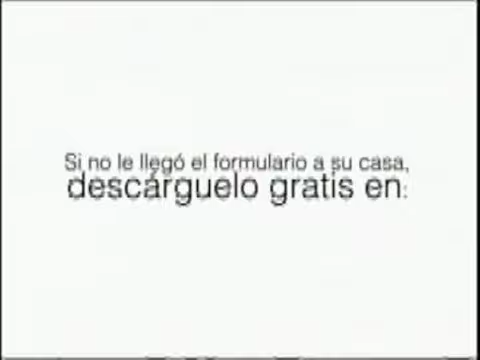 Si no le llegó el formulario a su casa,
descárguelo gratis en: